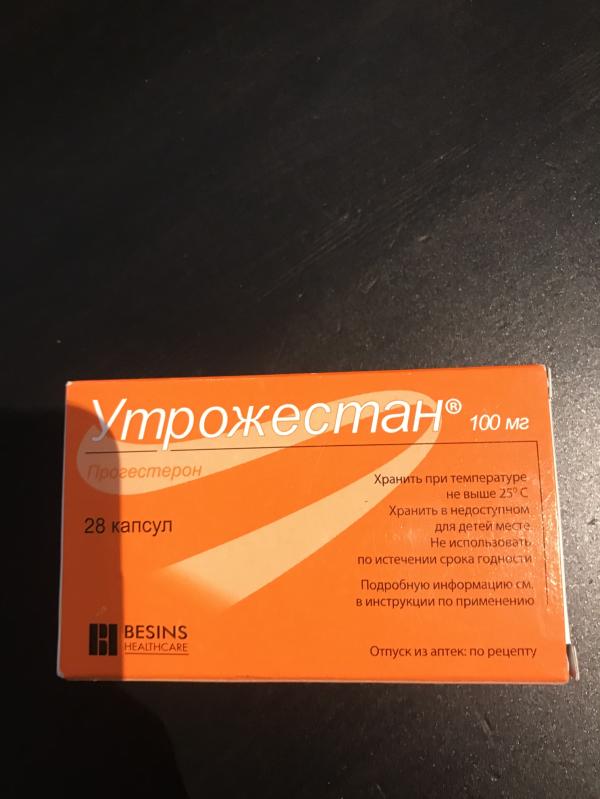 Утрожестан® 100 мг
Прогестерон
28 капсул
Хранить при температуре
не выше 25° С
Хранить в недоступном
для детей месте
Не использовать
по истечении срока годности
Подробную информацию см.
в инструкции по применению
BESINS
HEALTHCARE
Отпуск из аптек: по рецепту